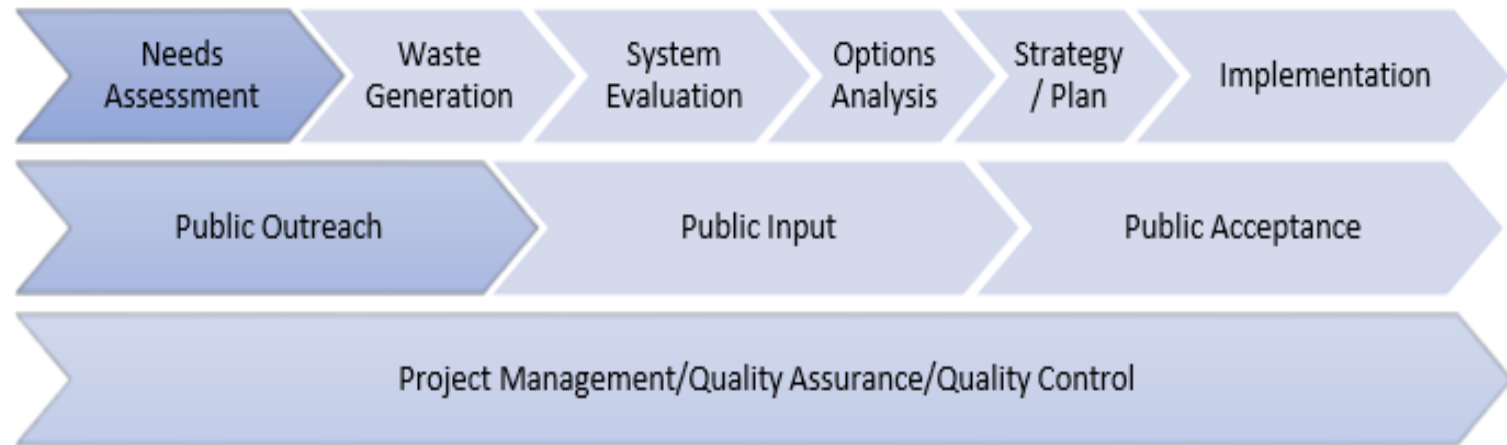 Needs
Assessment
Waste
Generation
System
Evaluation
Options
Analysis
Strategy
/ Plan
Implementation
Public Outreach
Public Input
Public Acceptance
Project Management/Quality Assurance/Quality Control